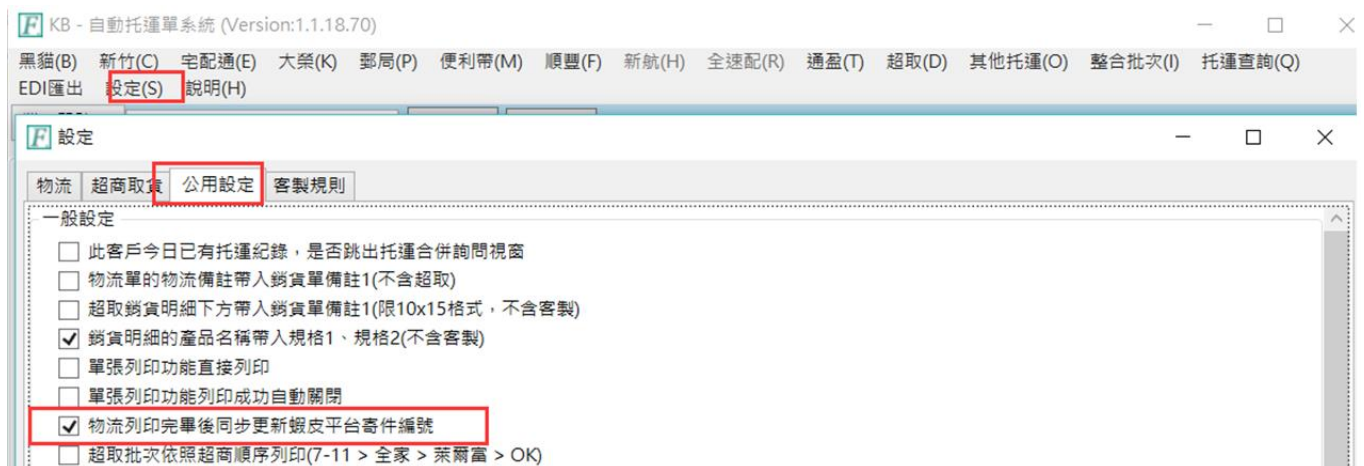 KB - 自動托運單系統 (Version:1.1.18.70)
黑貓(B) 新竹(C) 宅配通(E) 大榮(K) 郵局(P) 便利帶(M) 順豐(F) 新航(H) 全速配(R) 通盈(T) 超取(D) 其他托運(O) 整合批次(I) 托運查詢(Q)
EDI匯出 設定(S) 說明(H)
設定
物流 超商取貨 公用設定 客製規則
一般設定
此客戶今日已有托運紀錄，是否跳出托運合併詢問視窗
物流單的物流備註帶入銷貨單備註1(不含超取)
超取銷貨明細下方帶入銷貨單備註1(限10x15格式，不含客製)
銷貨明細的產品名稱帶入規格1、規格2(不含客製)
單張列印功能直接列印
單張列印功能列印成功自動關閉
物流列印完畢後同步更新蝦皮平台寄件編號
超取批次依照超商順序列印(7-11 > 全家 > 萊爾富 > OK)